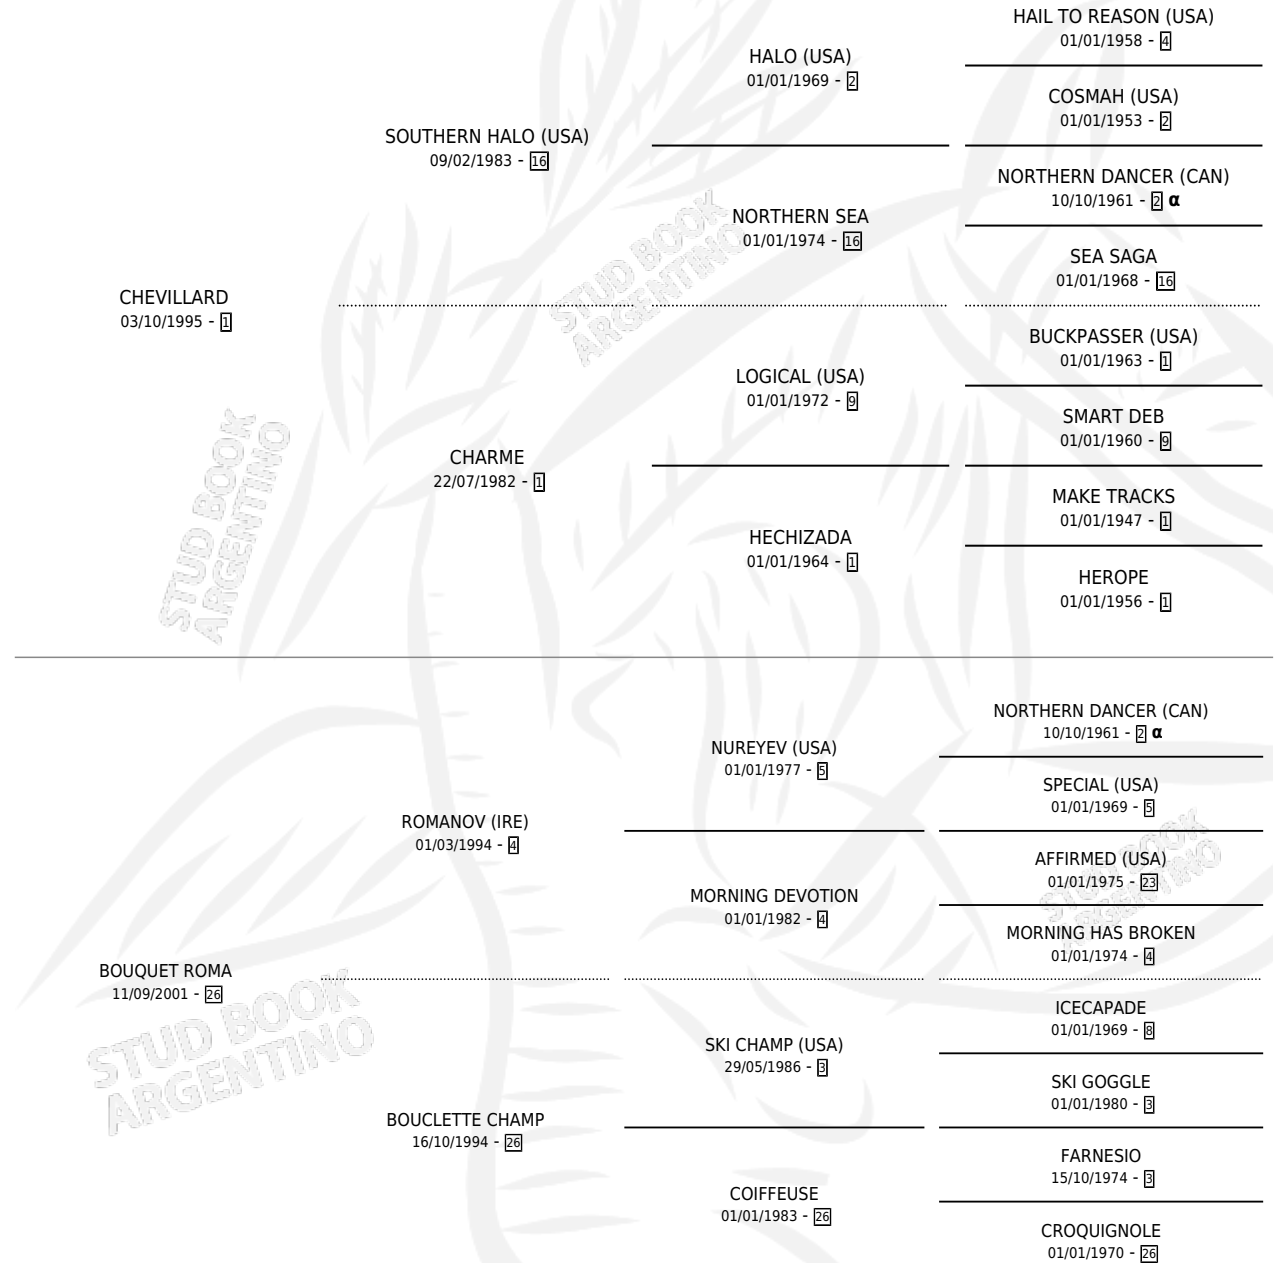 HAIL TO REASON (USA)
01/01/1958 - 4
HALO (USA)
01/01/1969 - 2
COSMAH (USA)
01/01/1953 - 2
SOUTHERN HALO (USA)
09/02/1983 - 16
NORTHERN DANCER (CAN)
10/10/1961 - 2 α
NORTHERN SEA
01/01/1974 - 16
SEA SAGA
01/01/1968 - 16
CHEVILLARD
03/10/1995 - 1
BUCKPASSER (USA)
01/01/1963 - 1
LOGICAL (USA)
01/01/1972 - 9
SMART DEB
01/01/1960 - 9
CHARME
22/07/1982 - 1
MAKE TRACKS
01/01/1947 - 1
HECHIZADA
01/01/1964 - 1
HEROPE
01/01/1956 - 1
NORTHERN DANCER (CAN)
10/10/1961 - 2 α
NUREYEV (USA)
01/01/1977 - 5
SPECIAL (USA)
01/01/1969 - 5
ROMANOV (IRE)
01/03/1994 - 4
AFFIRMED (USA)
01/01/1975 - 23
MORNING DEVOTION
01/01/1982 - 4
MORNING HAS BROKEN
01/01/1974 - 4
BOUQUET ROMA
11/09/2001 - 26
ICECAPADE
01/01/1969 - 8
SKI CHAMP (USA)
29/05/1986 - 3
SKI GOGGLE
01/01/1980 - 3
BOUCLETTE CHAMP
16/10/1994 - 26
FARNESIO
15/10/1974 - 3
COIFFEUSE
01/01/1983 - 26
CROQUIGNOLE
01/01/1970 - 26
STUD BOOK
ARGENTINO
STUD BOOK
ARGENTINO
STUD BOOK
ARGENTINO
STUD BOOK
ARGENTINO